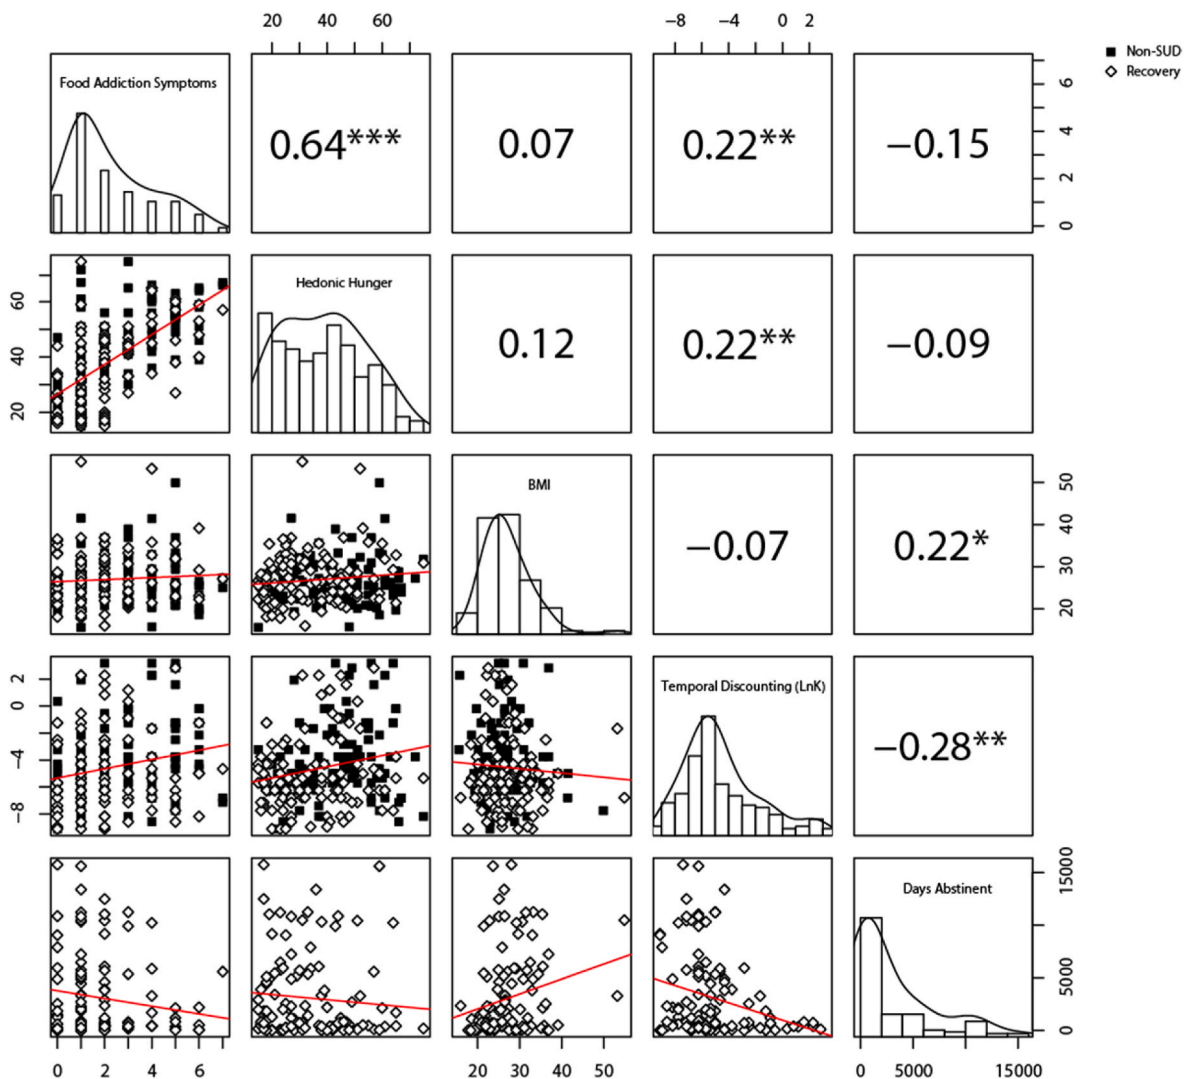 20 40 60 −8 −4 0 2
Non-SUD
Recovery
Food Addiction Symptoms
0.64***
0.07
0.22**
−0.15
0 2 4 6
Hedonic Hunger
0.12
0.22**
−0.09
20 40 60
BMI
−0.07
0.22*
20 30 40 50
Temporal Discounting (LnK)
−0.28**
−8 −4 0 2
Days Abstinent
0 5000 15000
0 2 4 6 20 30 40 50 0 5000 15000